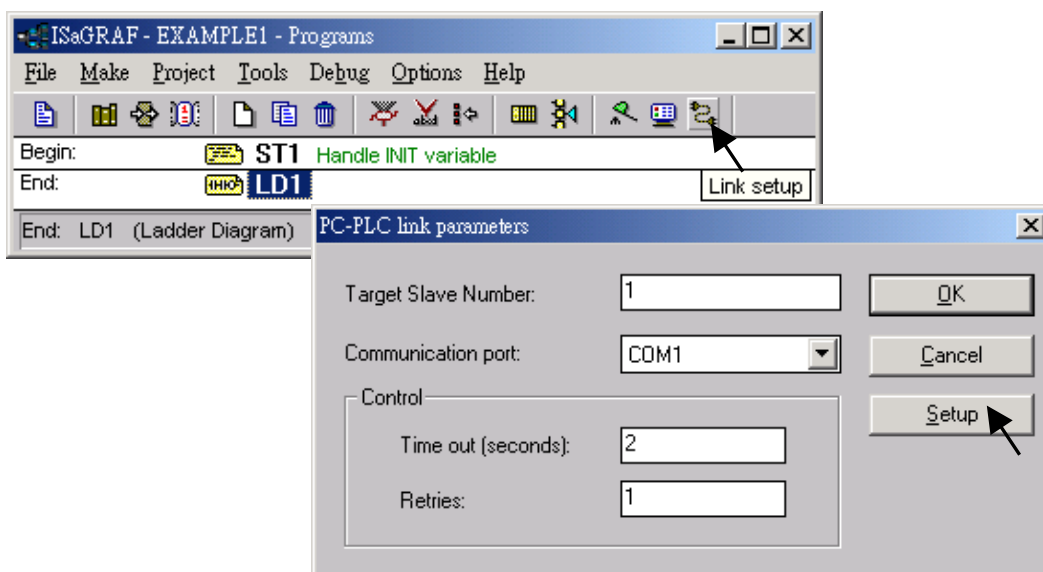 ISaGRAF - EXAMPLE1 - Programs
File Make Project Tools Debug Options Help
Begin: ST1 Handle INIT variable
End: LD1
Link setup
End: LD1 (Ladder Diagram)
PC-PLC link parameters
Target Slave Number: 1
OK
Communication port: COM1
Cancel
Control
Setup
Time out (seconds): 2
Retries: 1